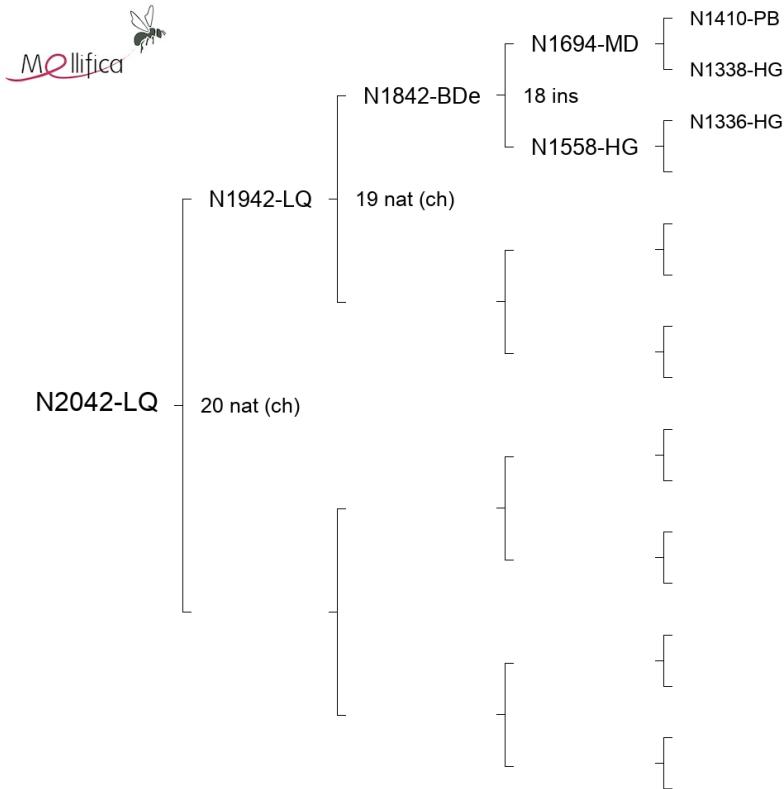 Mellifica
N1410-PB
N1694-MD
N1338-HG
N1842-BDe
18 ins
N1336-HG
N1558-HG
N1942-LQ
19 nat (ch)
N2042-LQ
20 nat (ch)